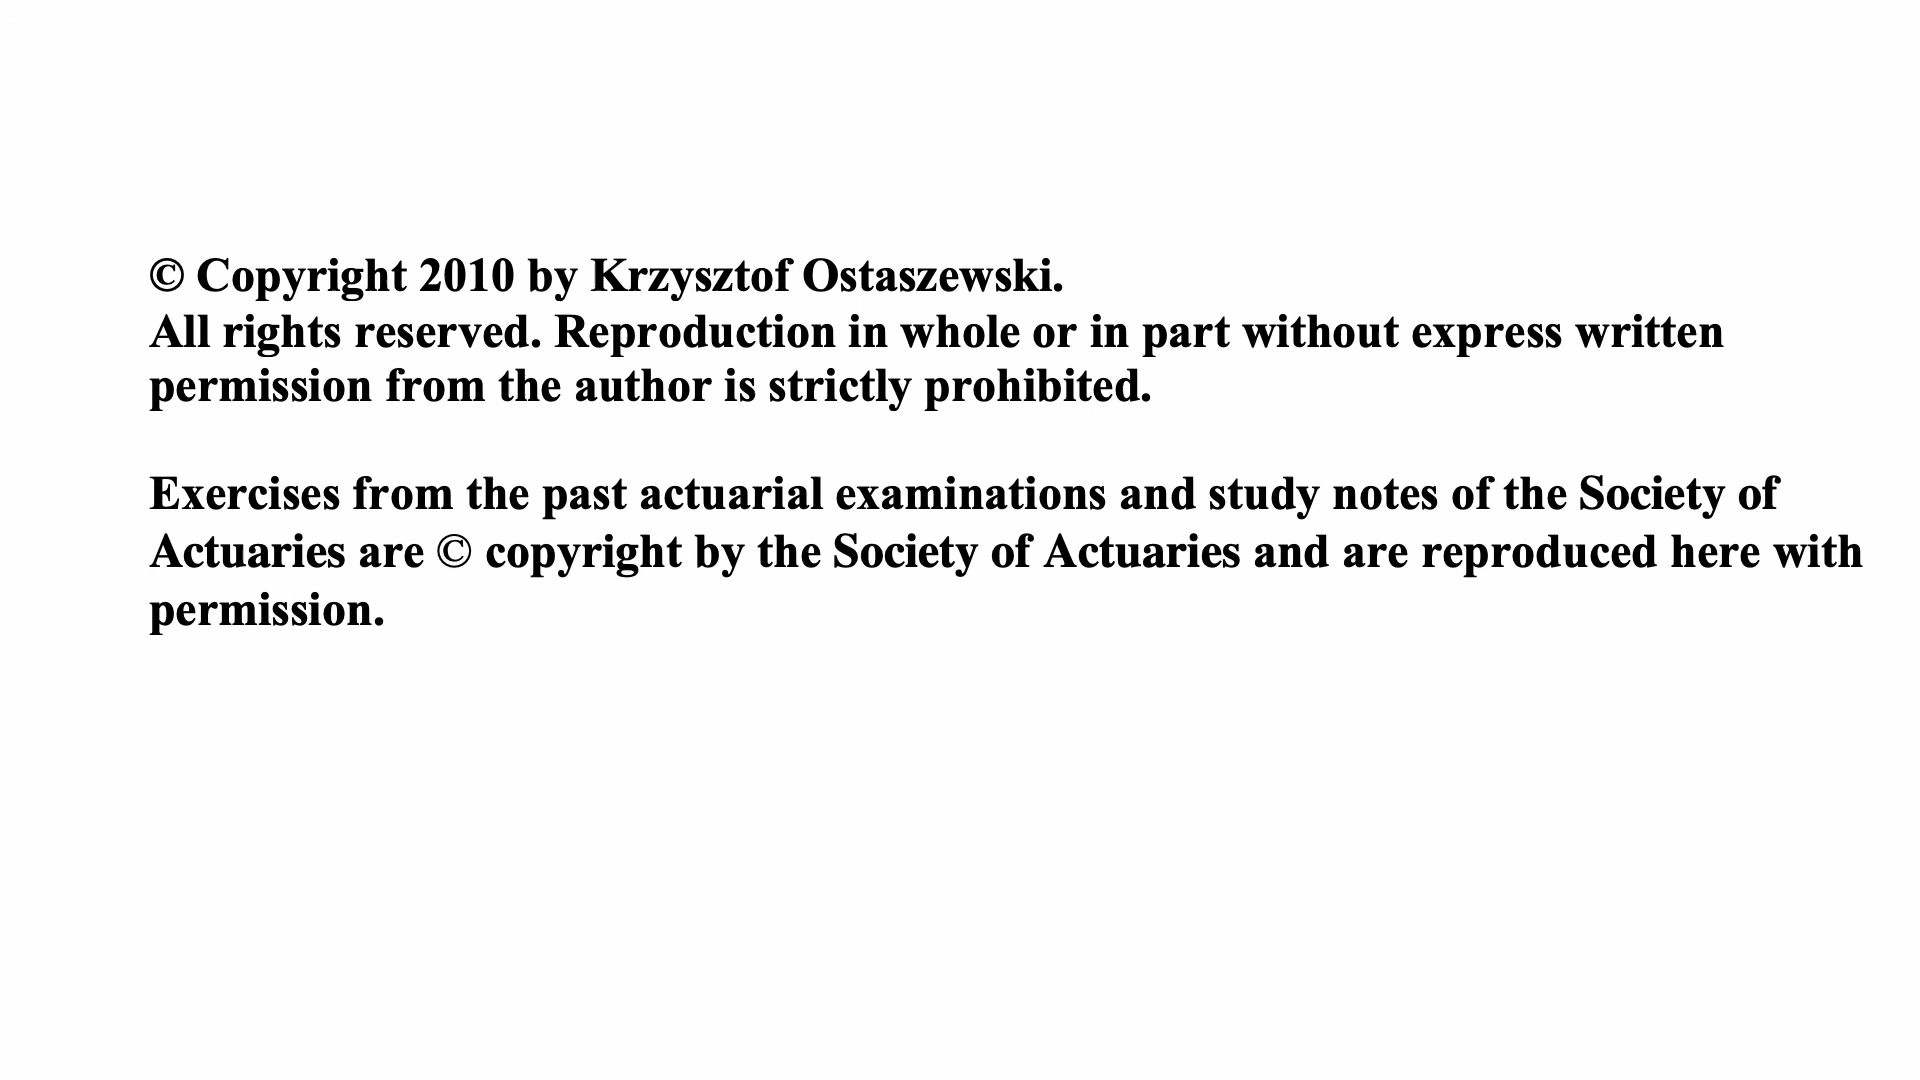 © Copyright 2010 by Krzysztof Ostaszewski.
All rights reserved. Reproduction in whole or in part without express written
permission from the author is strictly prohibited.
Exercises from the past actuarial examinations and study notes of the Society of
Actuaries are © copyright by the Society of Actuaries and are reproduced here with
permission.